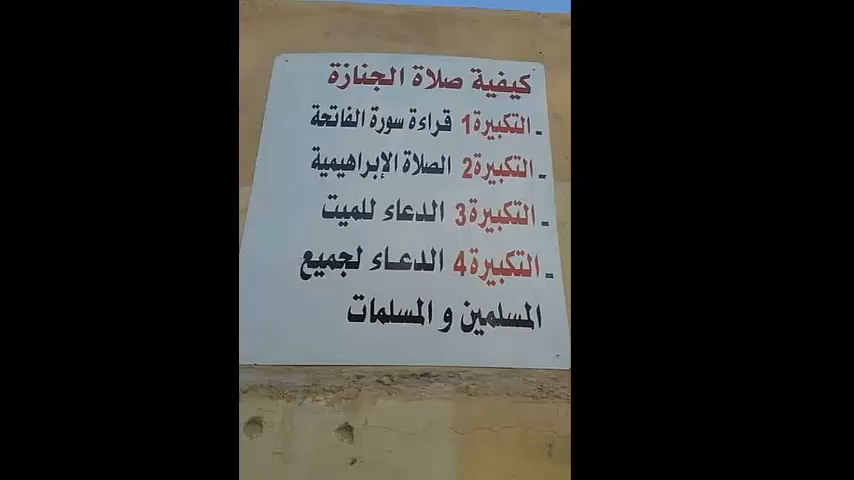 كيفية صلاة الجنازة
- التكبيرة1 قراءة سورة الفاتحة
- التكبيرة2 الصلاة الإبراهيمية
- التكبيرة3 الدعاء للميت
- التكبيرة4 الدعاء لجميع
المسلمين و المسلمات